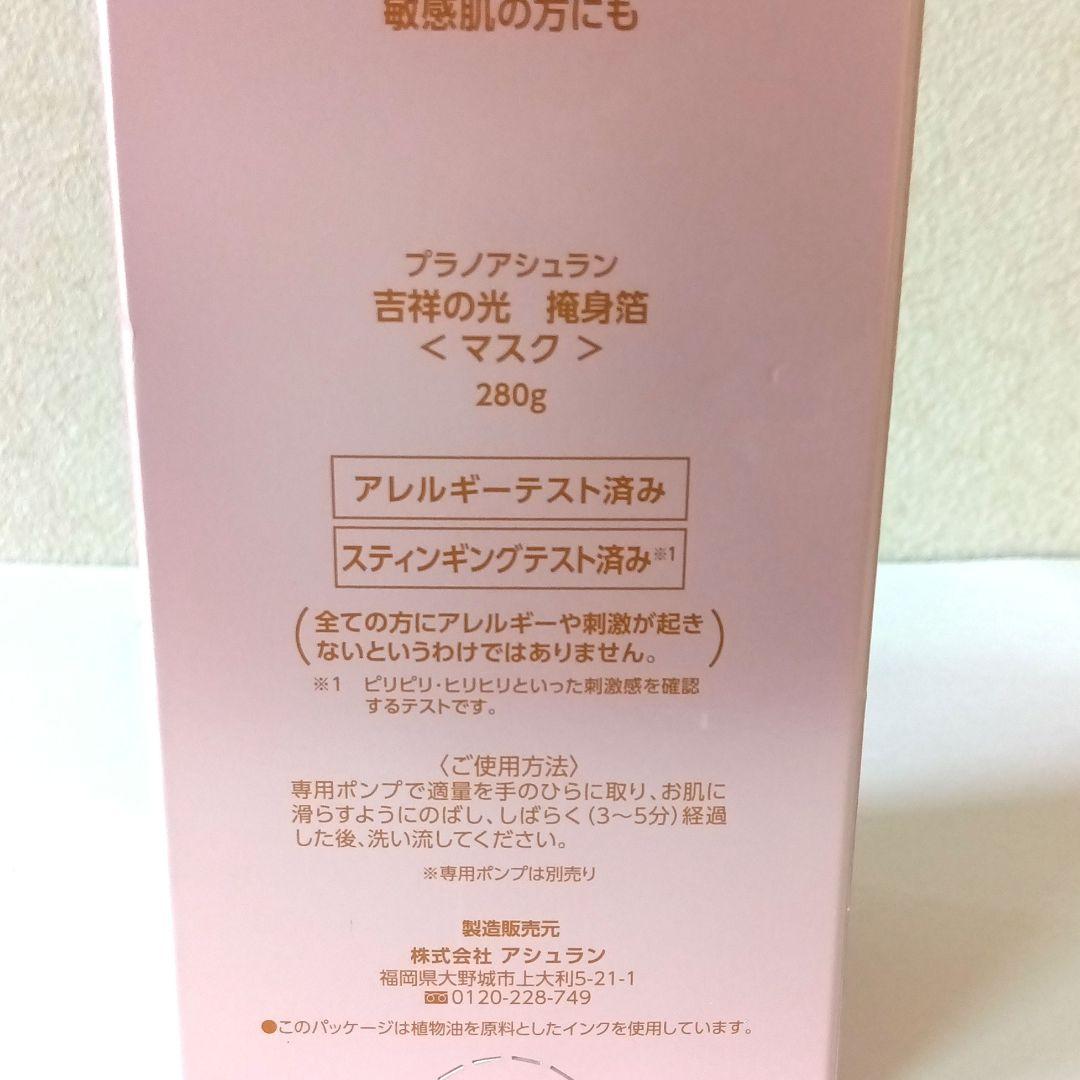 敏感肌の方にも
プラノアシュラン
吉祥の光　掩身箔
＜マスク＞
280g
アレルギーテスト済み
スティンギングテスト済み※1
（全ての方にアレルギーや刺激が起き
ないというわけではありません。）
※1　ピリピリ・ヒリヒリといった刺激感を確認
するテストです。
〈ご使用方法〉
専用ポンプで適量を手のひらに取り、お肌に
滑らすようにのばし、しばらく（3～5分）経過
した後、洗い流してください。
※専用ポンプは別売り
製造販売元
株式会社 アシュラン
福岡県大野城市上大利5-21-1
0120-228-749
●このパッケージは植物油を原料としたインクを使用しています。